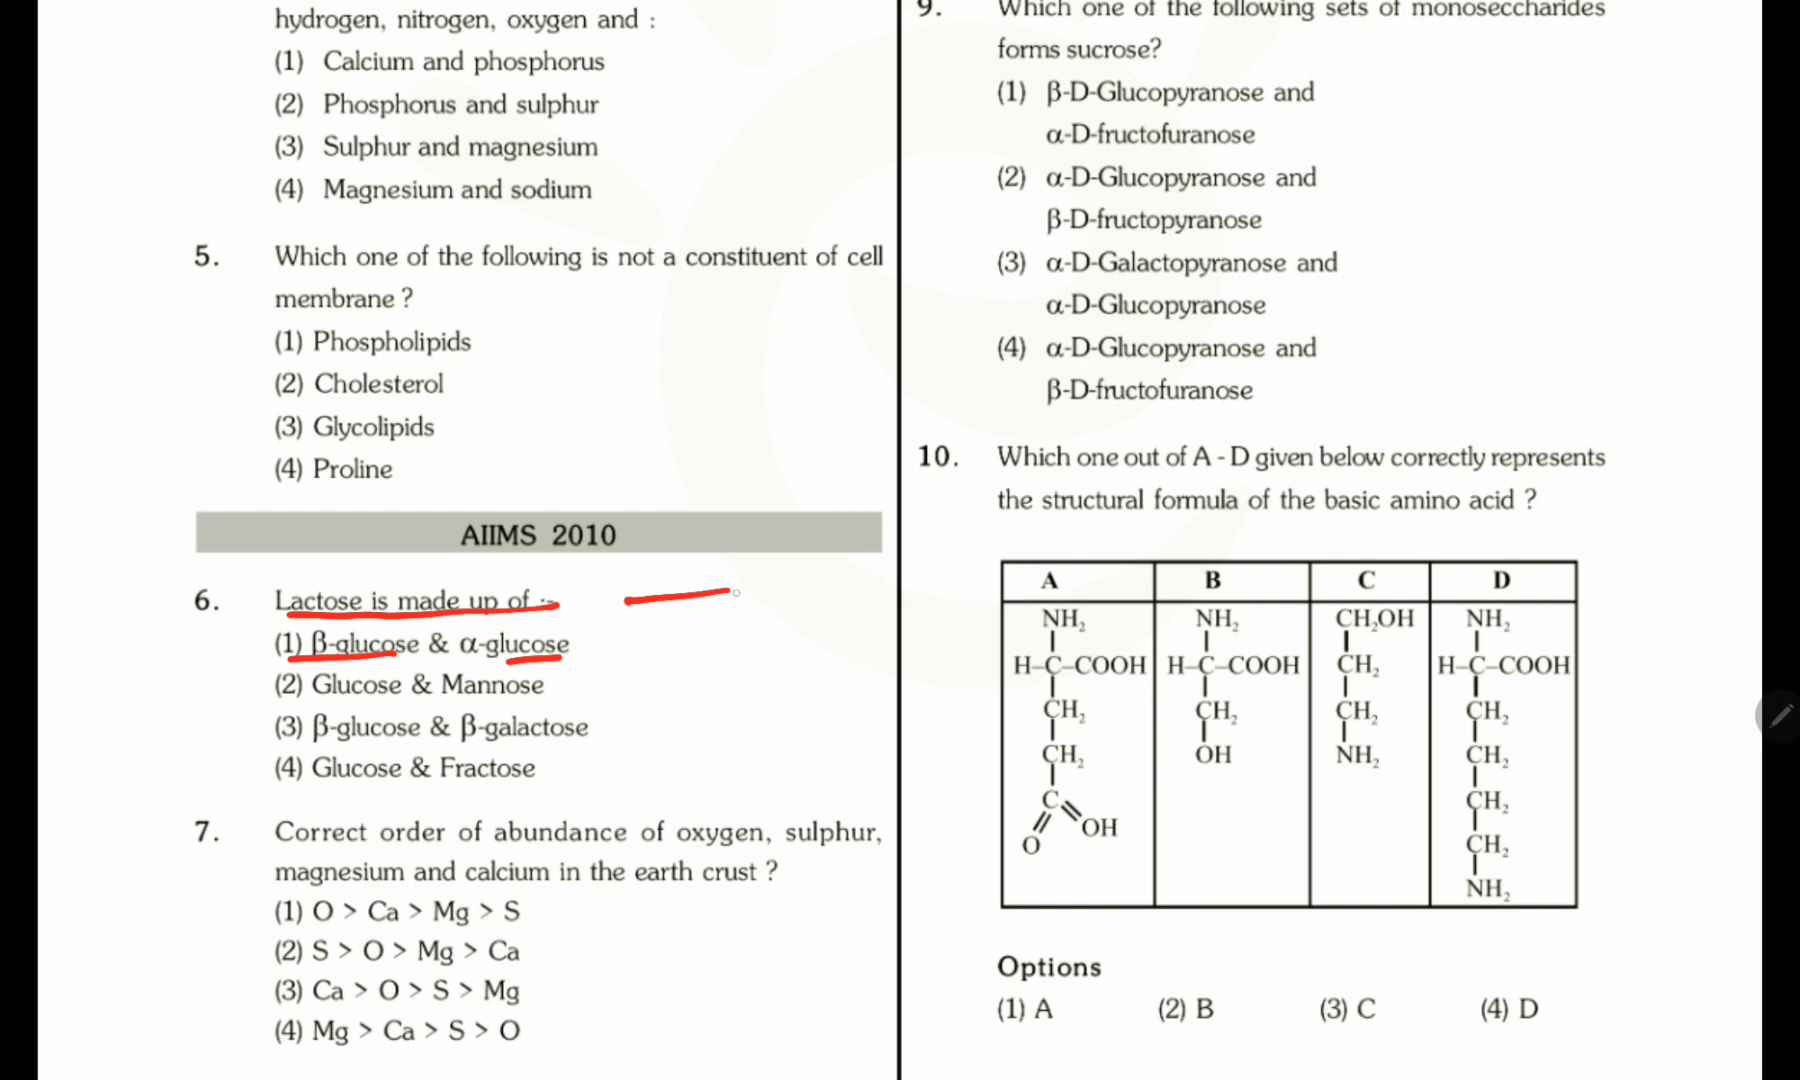 hydrogen, nitrogen, oxygen and :
(1) Calcium and phosphorus
(2) Phosphorus and sulphur
(3) Sulphur and magnesium
(4) Magnesium and sodium
5. Which one of the following is not a constituent of cell
membrane ?
(1) Phospholipids
(2) Cholesterol
(3) Glycolipids
(4) Proline
AIIMS 2010
6. Lactose is made up of :-
(1) β-glucose & α-glucose
(2) Glucose & Mannose
(3) β-glucose & β-galactose
(4) Glucose & Fractose
7. Correct order of abundance of oxygen, sulphur,
magnesium and calcium in the earth crust ?
(1) O > Ca > Mg > S
(2) S > O > Mg > Ca
(3) Ca > O > S > Mg
(4) Mg > Ca > S > O
9. Which one of the following sets of monoseccharides
forms sucrose?
(1) β-D-Glucopyranose and
α-D-fructofuranose
(2) α-D-Glucopyranose and
β-D-fructopyranose
(3) α-D-Galactopyranose and
α-D-Glucopyranose
(4) α-D-Glucopyranose and
β-D-fructofuranose
10. Which one out of A - D given below correctly represents
the structural formula of the basic amino acid ?
A B C D
NH₂ NH₂ CH₂OH NH₂
H–C–COOH H–C–COOH CH₂ H–C–COOH
CH₂ CH₂ CH₂ CH₂
CH₂ OH NH₂ CH₂
C CH₂
OH
O CH₂
NH₂
Options
(1) A (2) B (3) C (4) D